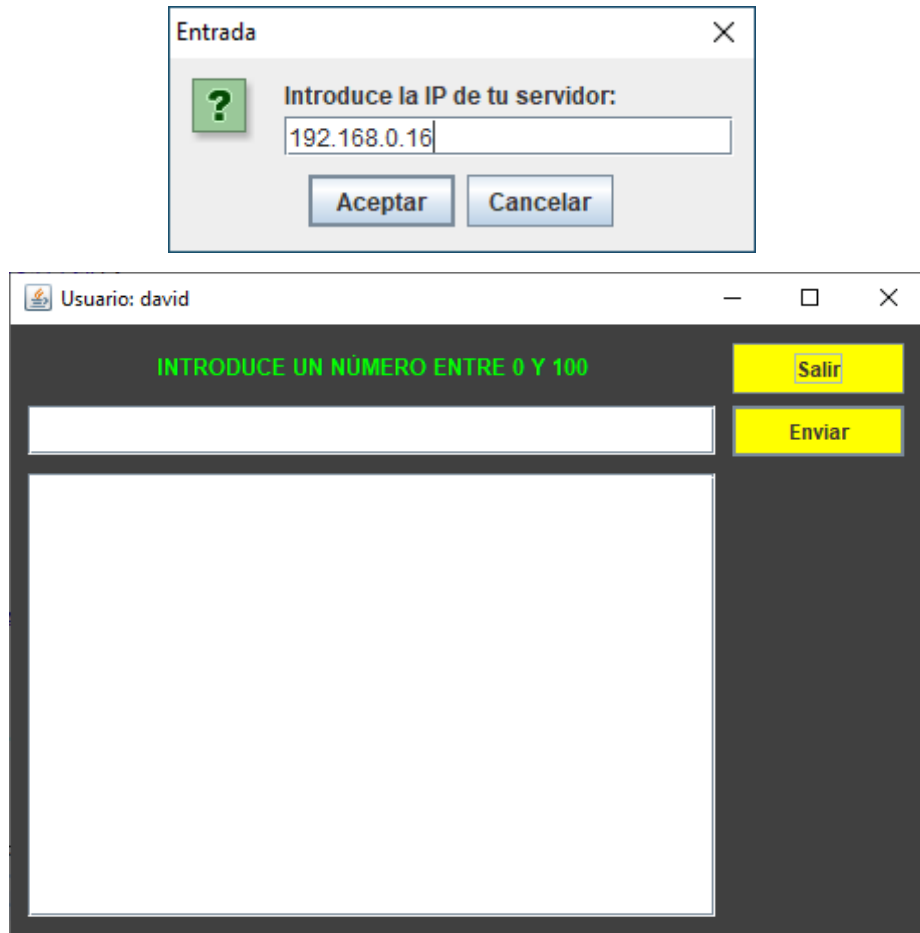 Entrada
?
Introduce la IP de tu servidor:
192.168.0.16
Aceptar Cancelar
Usuario: david
INTRODUCE UN NÚMERO ENTRE 0 Y 100
Salir
Enviar